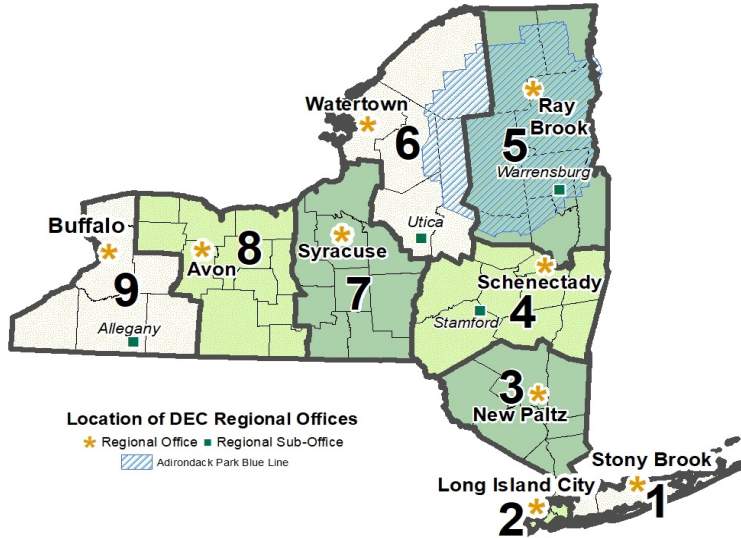 Watertown
6
Ray
Brook
5
Warrensburg
Buffalo
Utica
8
Avon
Syracuse
9
7
Schenectady
Allegany
Stamford
4
3
New Paltz
Location of DEC Regional Offices
Regional Office Regional Sub-Office
Adirondack Park Blue Line
Stony Brook
Long Island City
1
2